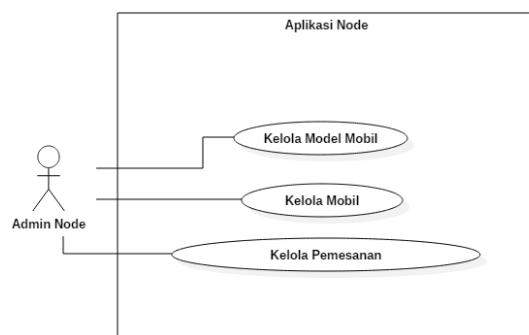 Aplikasi Node
Kelola Model Mobil
Kelola Mobil
Admin Node
Kelola Pemesanan